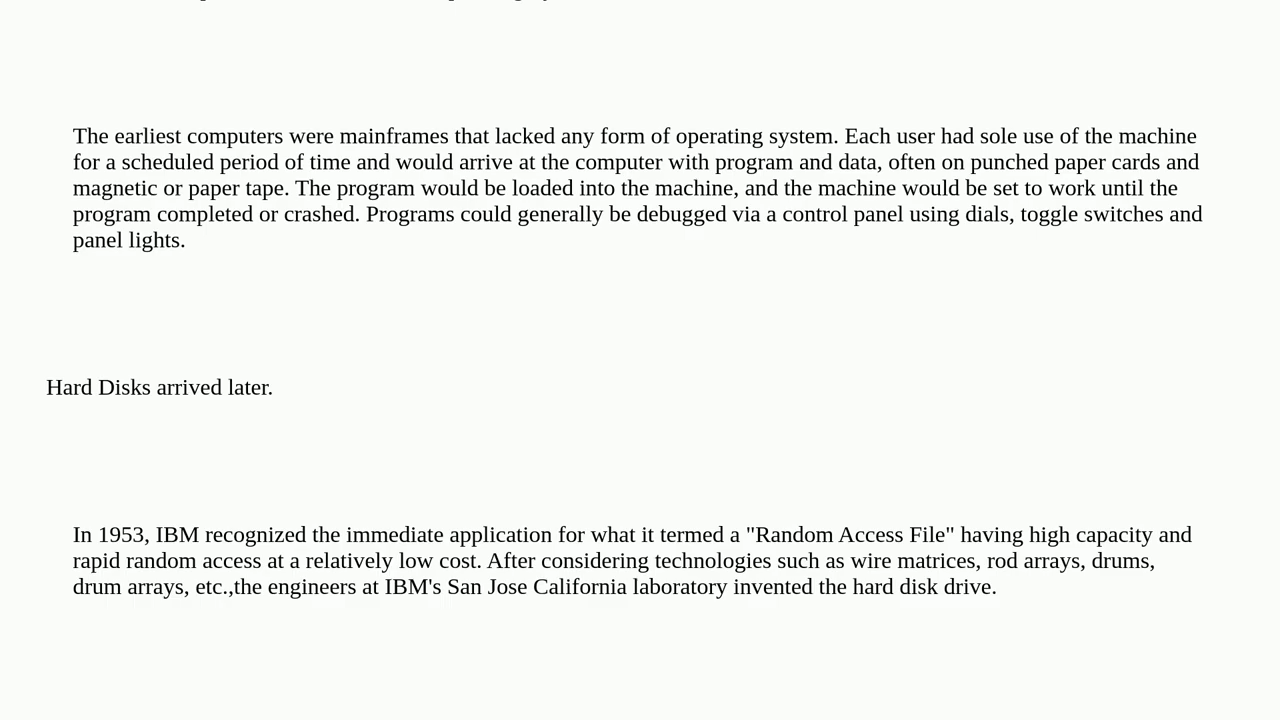 The earliest computers were mainframes that lacked any form of operating system. Each user had sole use of the machine
for a scheduled period of time and would arrive at the computer with program and data, often on punched paper cards and
magnetic or paper tape. The program would be loaded into the machine, and the machine would be set to work until the
program completed or crashed. Programs could generally be debugged via a control panel using dials, toggle switches and
panel lights.
Hard Disks arrived later.
In 1953, IBM recognized the immediate application for what it termed a "Random Access File" having high capacity and
rapid random access at a relatively low cost. After considering technologies such as wire matrices, rod arrays, drums,
drum arrays, etc.,the engineers at IBM's San Jose California laboratory invented the hard disk drive.